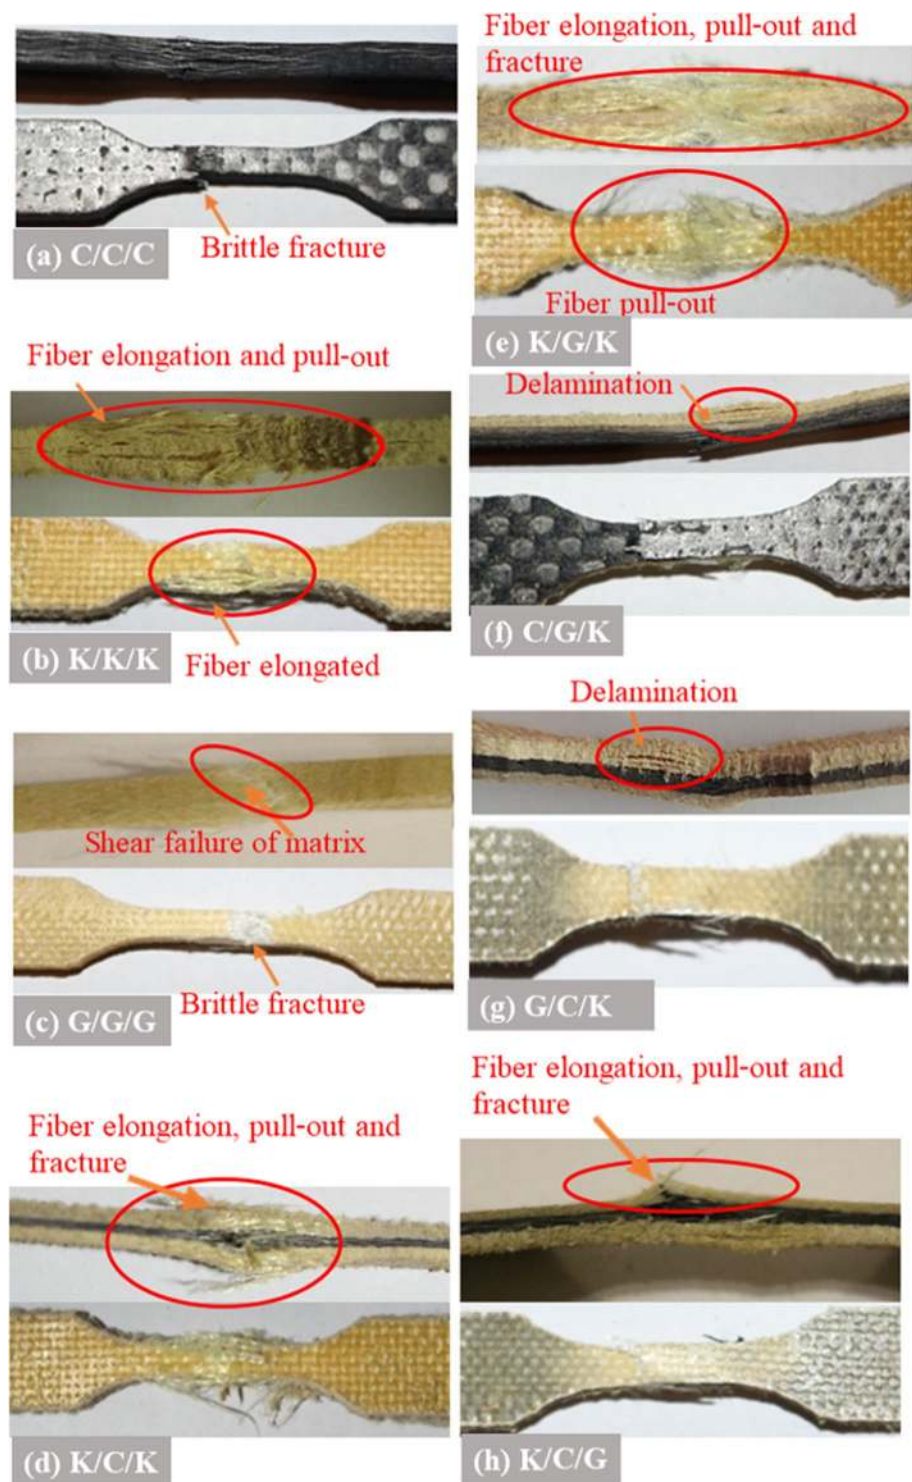 (a) C/C/C
Brittle fracture
Fiber elongation and pull-out
Fiber elongated
(b) K/K/K
Shear failure of matrix
Brittle fracture
(c) G/G/G
Fiber elongation, pull-out and
fracture
(d) K/C/K
Fiber elongation, pull-out and
fracture
Fiber pull-out
(e) K/G/K
Delamination
(f) C/G/K
Delamination
(g) G/C/K
Fiber elongation, pull-out and
fracture
(h) K/C/G